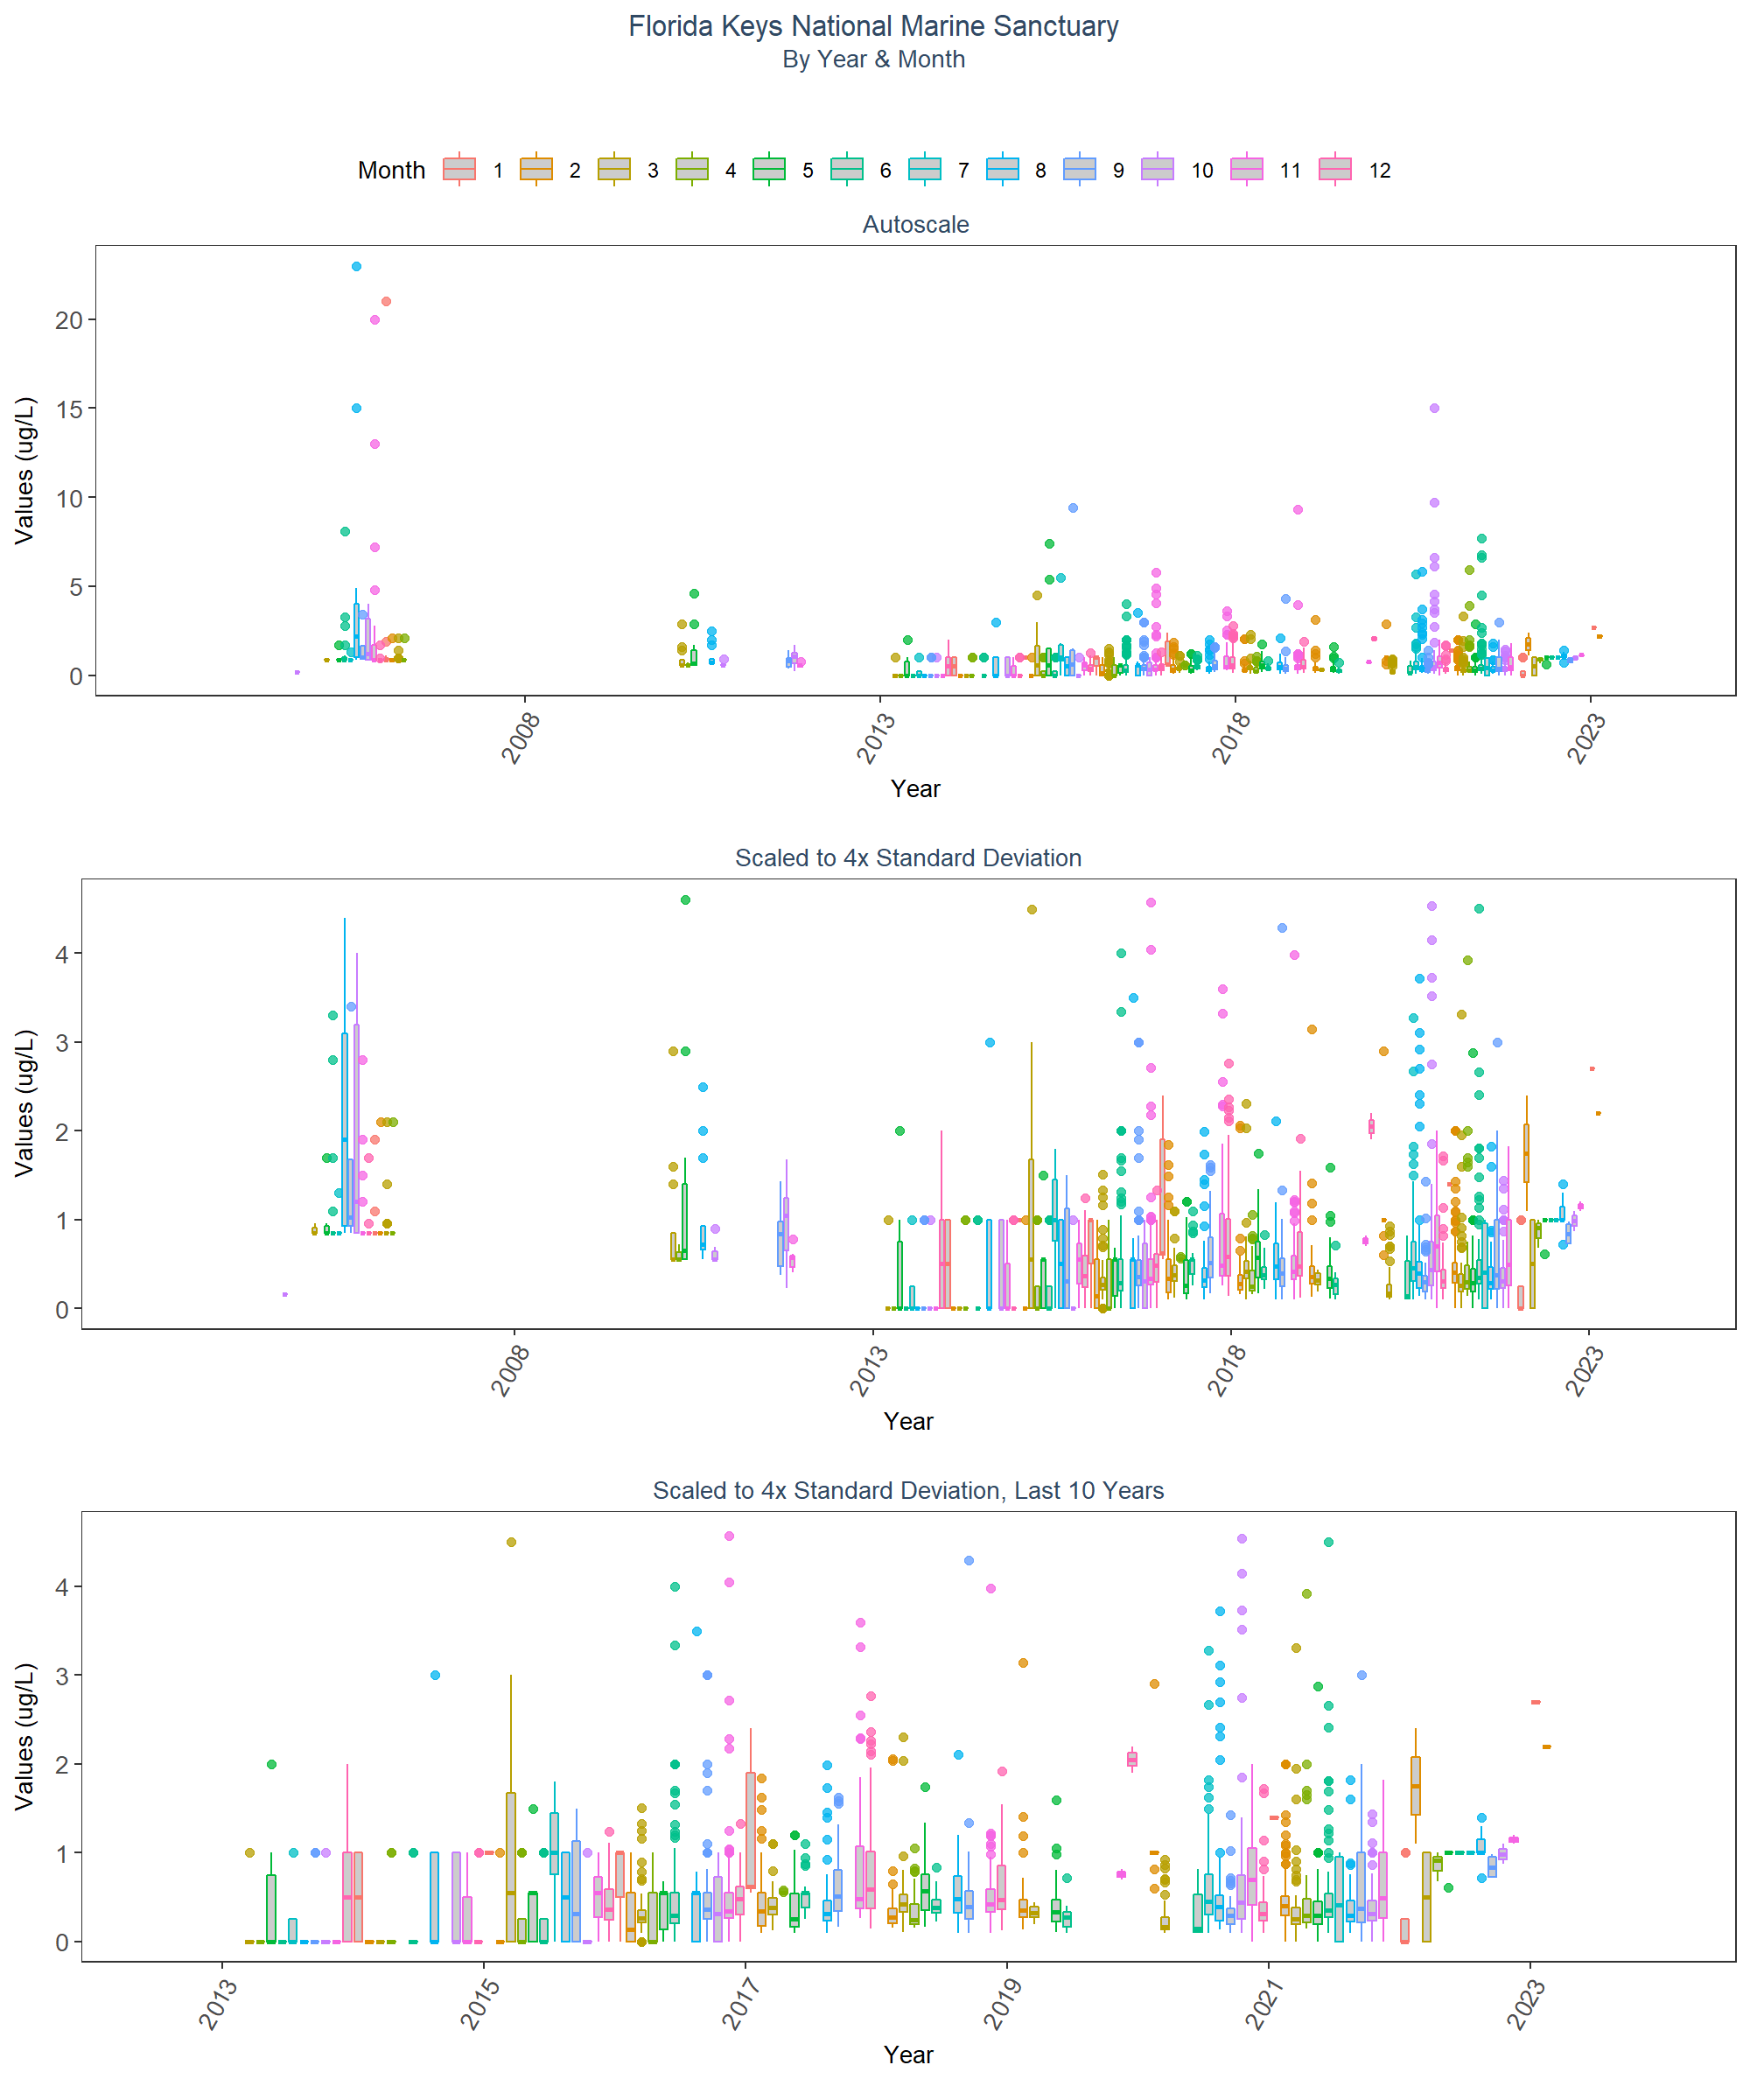 Florida Keys National Marine Sanctuary
By Year & Month
Month 1 2 3 4 5 6 7 8 9 10 11 12
Autoscale
Values (ug/L)
20
15
10
5
0
2008 2013 2018 2023
Year
Scaled to 4x Standard Deviation
Values (ug/L)
4
3
2
1
0
2008 2013 2018 2023
Year
Scaled to 4x Standard Deviation, Last 10 Years
Values (ug/L)
4
3
2
1
0
2013 2015 2017 2019 2021 2023
Year